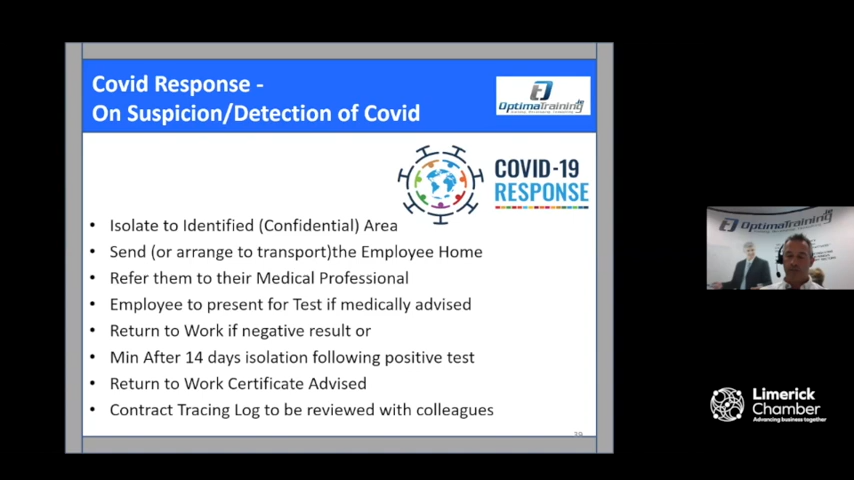 Covid Response -
On Suspicion/Detection of Covid
OptimaTraining
COVID-19
RESPONSE
• Isolate to Identified (Confidential) Area
• Send (or arrange to transport)the Employee Home
• Refer them to their Medical Professional
• Employee to present for Test if medically advised
• Return to Work if negative result or
• Min After 14 days isolation following positive test
• Return to Work Certificate Advised
• Contract Tracing Log to be reviewed with colleagues
39
OptimaTraining
Limerick
Chamber
Advancing business together